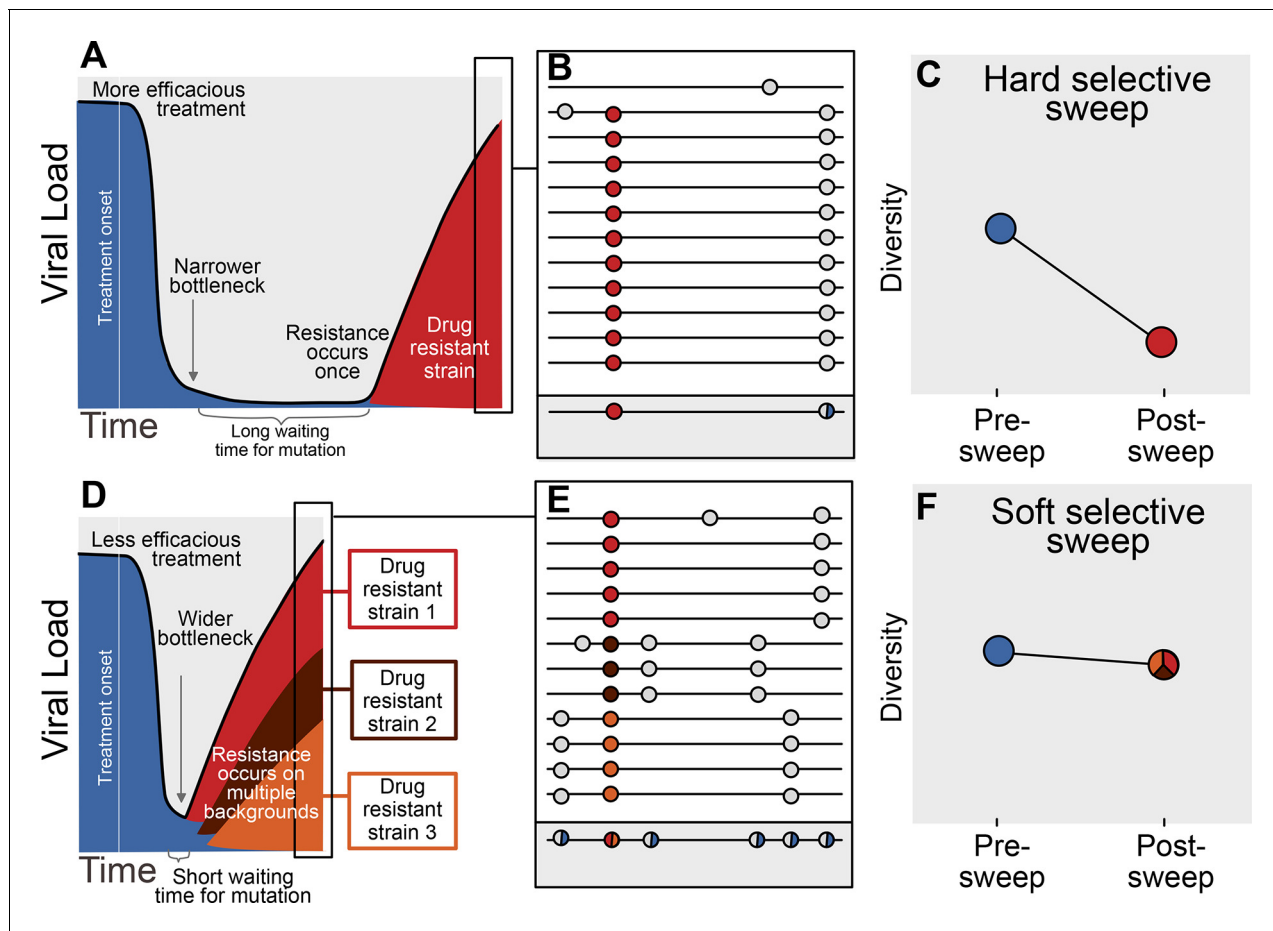 A
More efficacious
treatment
Viral Load
Treatment onset
Narrower
bottleneck
Resistance
occurs
once
Drug
resistant
strain
Time
Long waiting
time for mutation
B
C
Hard selective
sweep
Diversity
Pre-
sweep
Post-
sweep
D
Less efficacious
treatment
Viral Load
Treatment onset
Wider
bottleneck
Resistance
occurs on
multiple
backgrounds
Drug
resistant
strain 1
Drug
resistant
strain 2
Drug
resistant
strain 3
Time
Short waiting
time for mutation
E
F
Soft selective
sweep
Diversity
Pre-
sweep
Post-
sweep